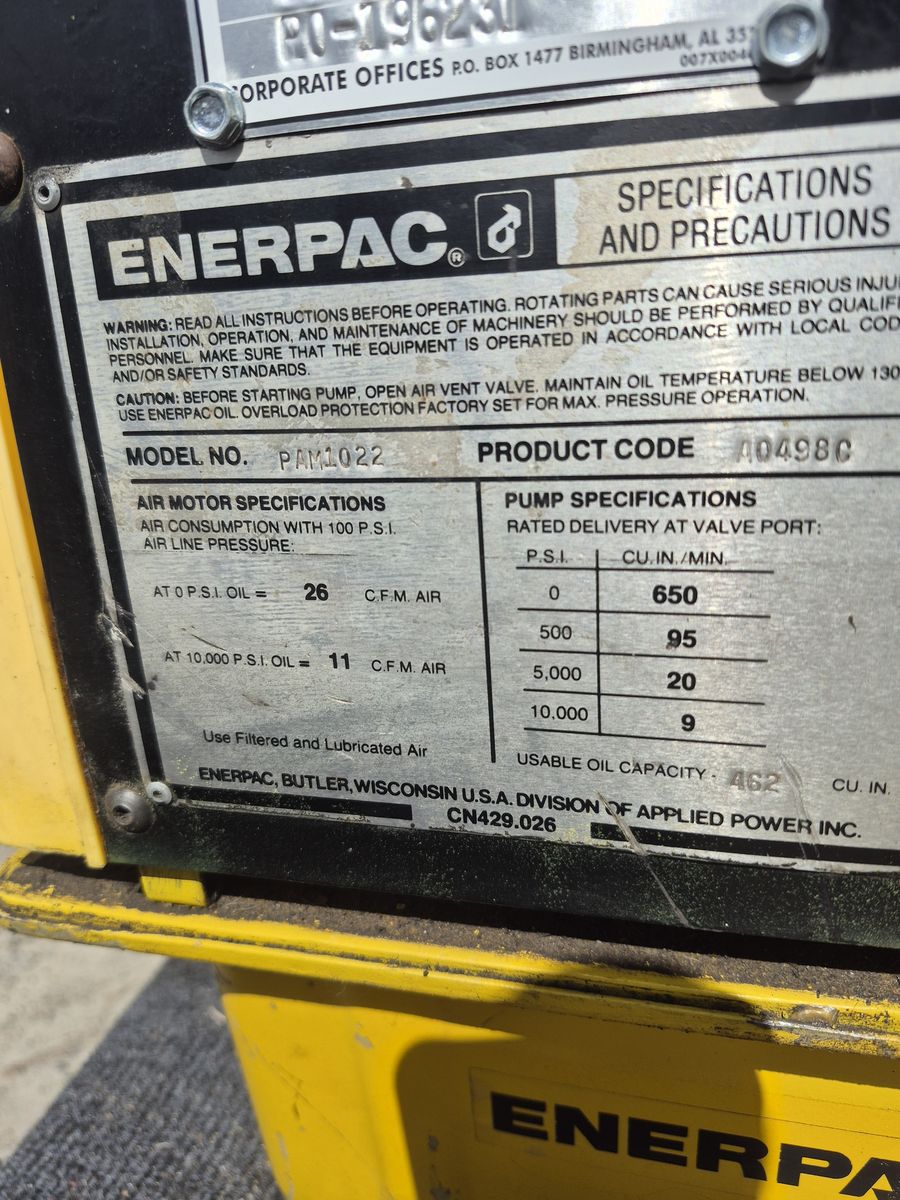 PO-196231
CORPORATE OFFICES P.O. BOX 1477 BIRMINGHAM, AL
ENERPAC®
SPECIFICATIONS
AND PRECAUTIONS
WARNING: READ ALL INSTRUCTIONS BEFORE OPERATING. ROTATING PARTS CAN CAUSE SERIOUS INJU
INSTALLATION, OPERATION, AND MAINTENANCE OF MACHINERY SHOULD BE PERFORMED BY QUALIFI
PERSONNEL. MAKE SURE THAT THE EQUIPMENT IS OPERATED IN ACCORDANCE WITH LOCAL COD
AND/OR SAFETY STANDARDS.
CAUTION: BEFORE STARTING PUMP, OPEN AIR VENT VALVE. MAINTAIN OIL TEMPERATURE BELOW 130
USE ENERPAC OIL. OVERLOAD PROTECTION FACTORY SET FOR MAX. PRESSURE OPERATION.
MODEL NO. PAM1022 PRODUCT CODE A0498C
AIR MOTOR SPECIFICATIONS
AIR CONSUMPTION WITH 100 P.S.I.
AIR LINE PRESSURE:
AT 0 P.S.I. OIL = 26 C.F.M. AIR
AT 10,000 P.S.I. OIL = 11 C.F.M. AIR
Use Filtered and Lubricated Air
PUMP SPECIFICATIONS
RATED DELIVERY AT VALVE PORT:
P.S.I. CU. IN./MIN.
0 650
500 95
5,000 20
10,000 9
USABLE OIL CAPACITY - 462 CU. IN.
ENERPAC, BUTLER, WISCONSIN U.S.A. DIVISION OF APPLIED POWER INC.
CN429.026
ENERPA